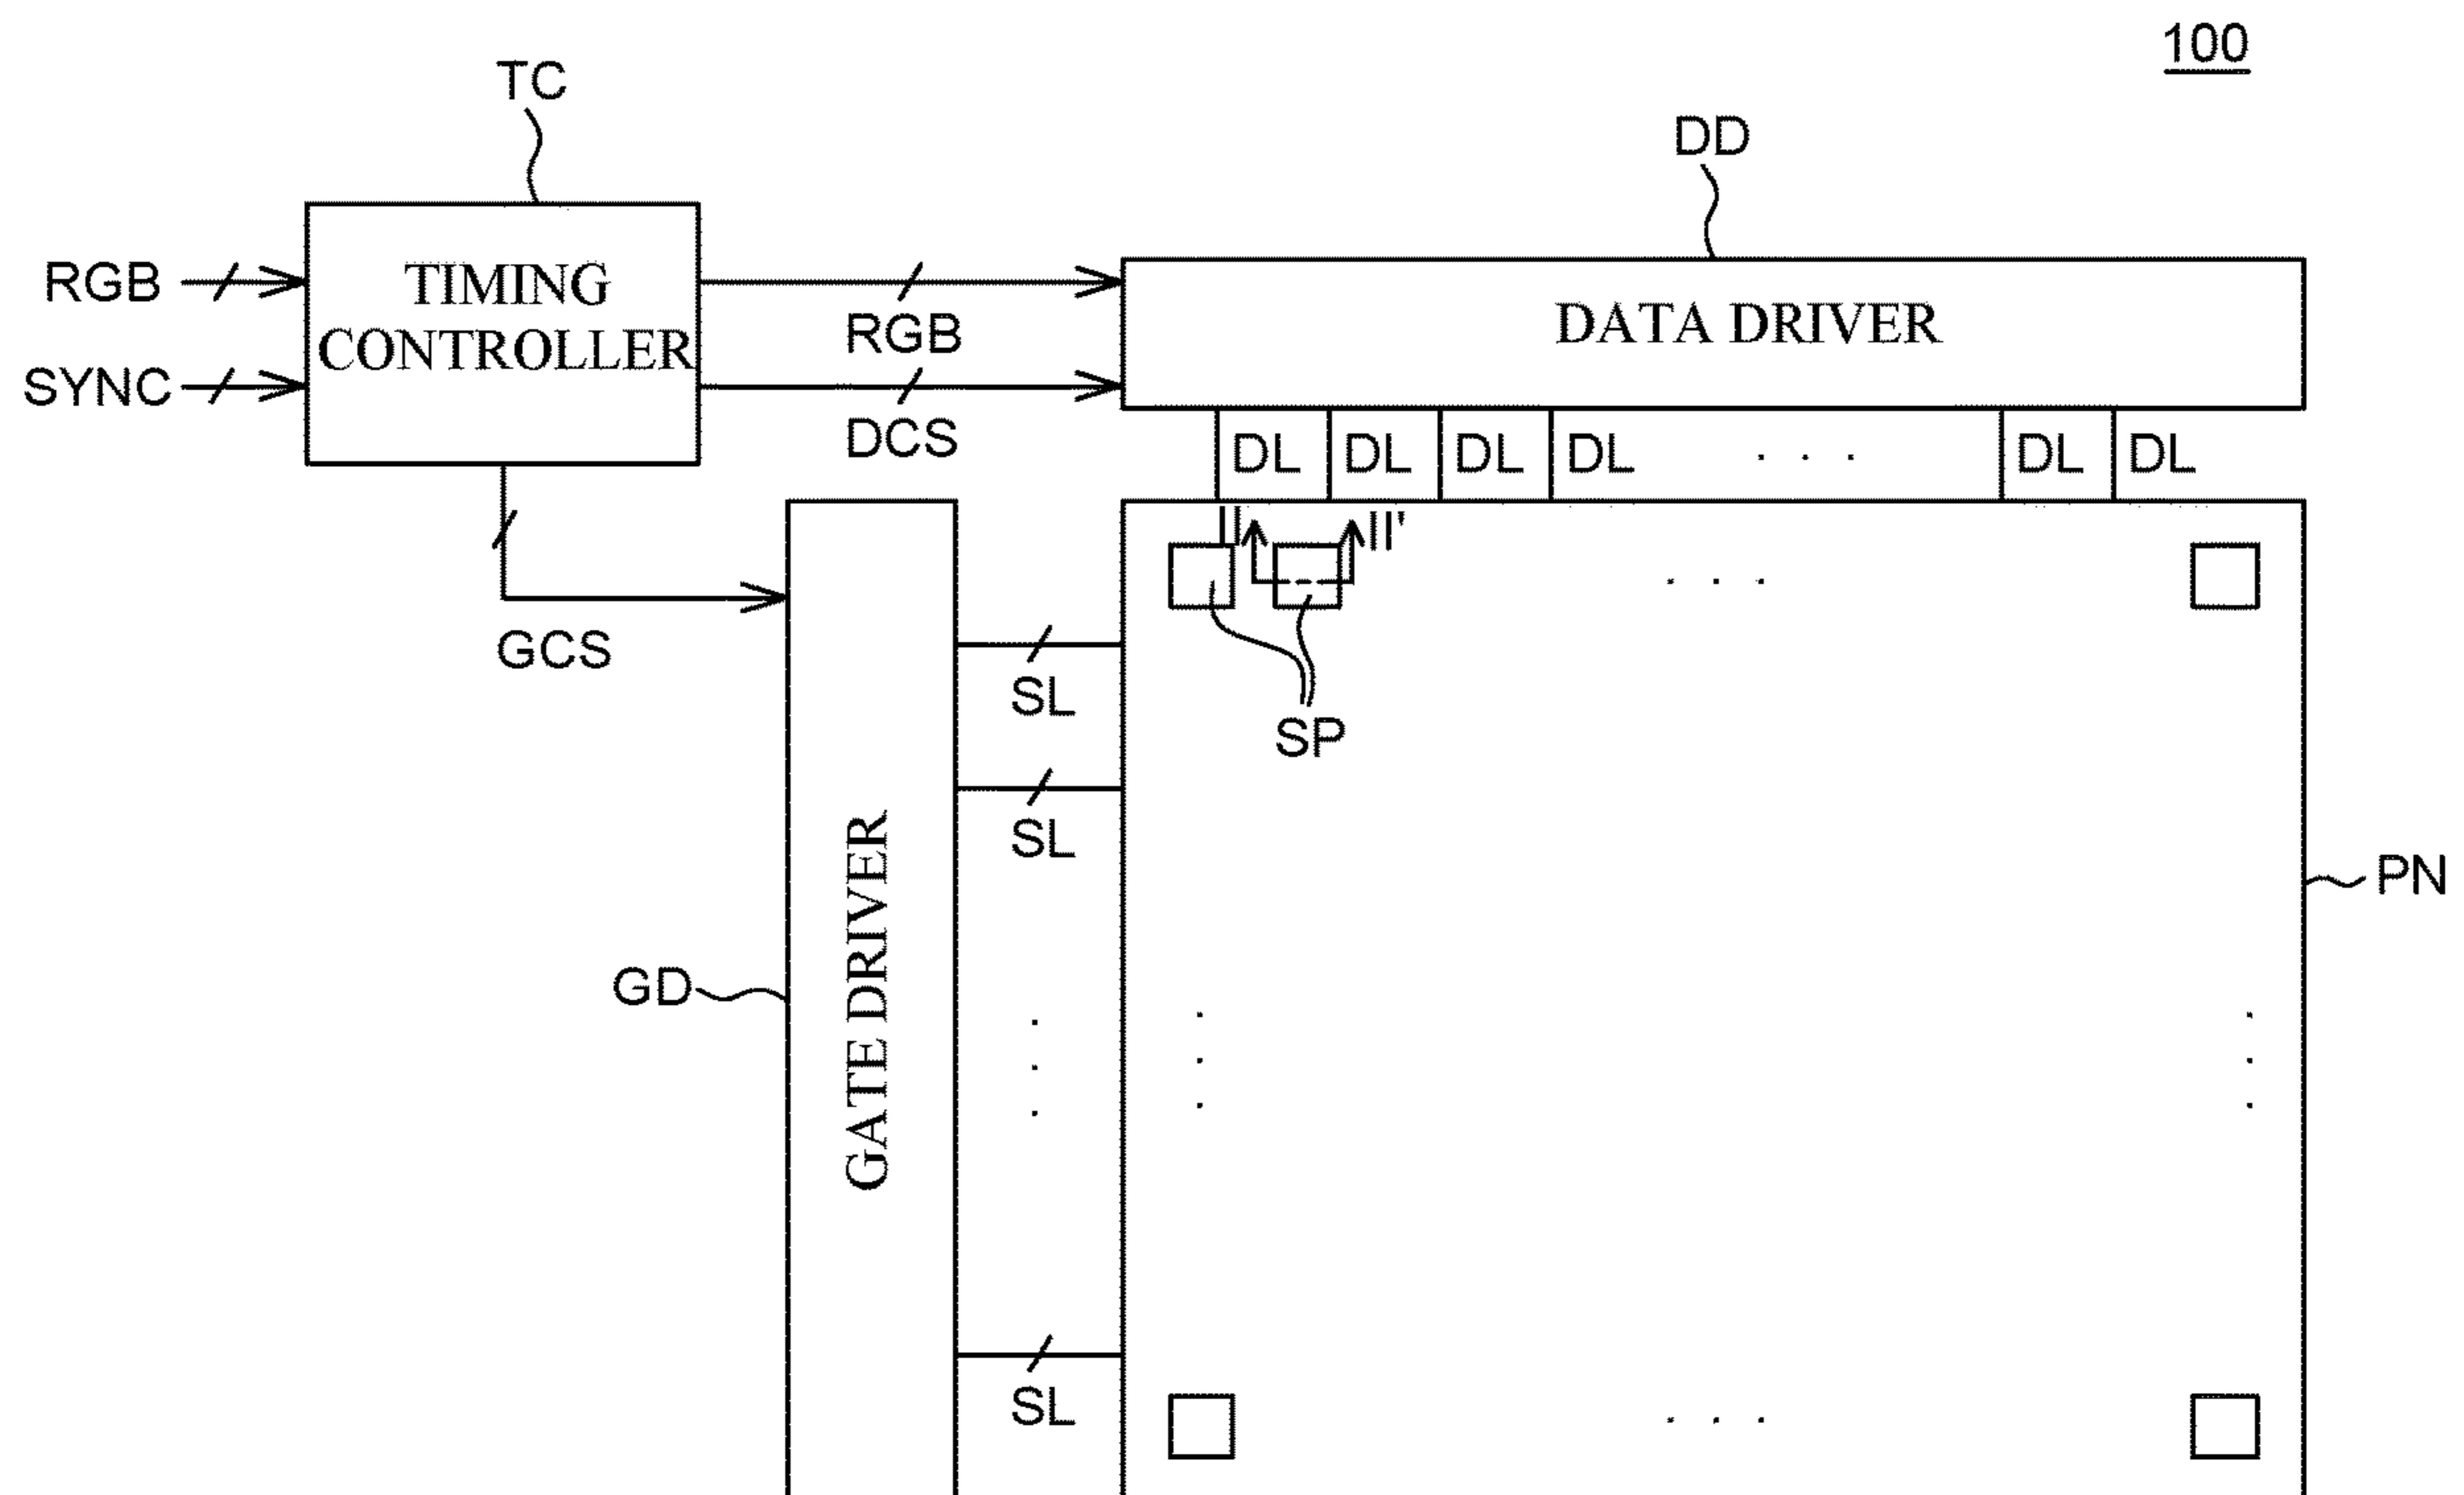 100
TC
DD
RGB
TIMING
CONTROLLER
SYNC
RGB
DCS
DATA DRIVER
DL DL DL DL . . . DL DL
II II'
. . .
GCS
SL
SP
SL
PN
GATE DRIVER
GD
SL
. . .